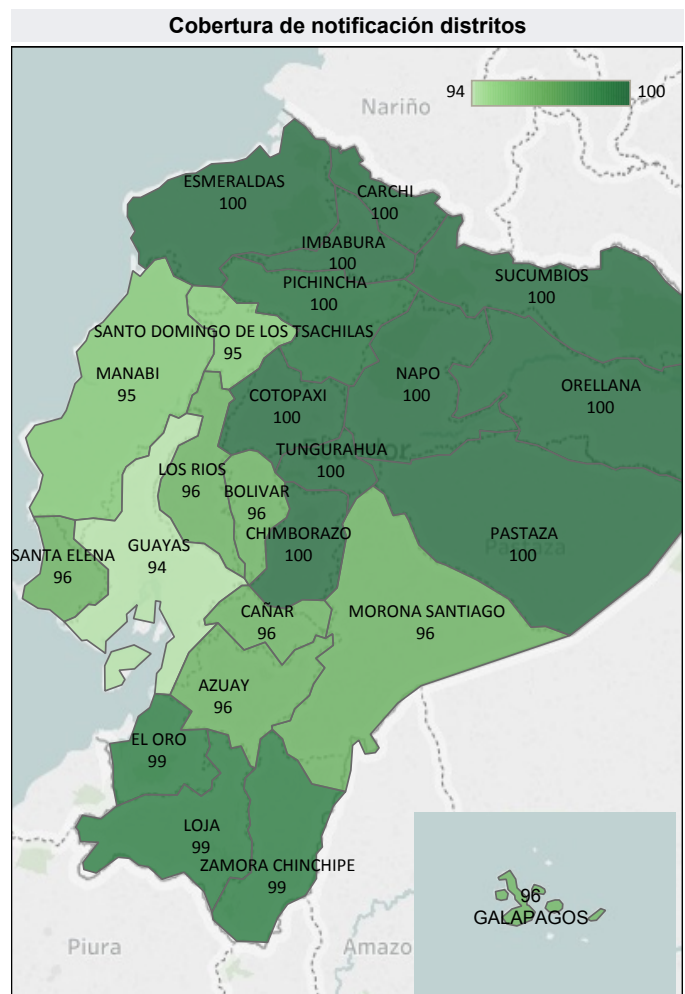 Cobertura de notificación distritos
94
100
Nariño
ESMERALDAS
100
CARCHI
100
IMBABURA
100
SUCUMBIOS
100
PICHINCHA
100
SANTO DOMINGO DE LOS TSACHILAS
95
MANABI
95
COTOPAXI
100
NAPO
100
ORELLANA
100
Ecuador
TUNGURAHUA
100
LOS RIOS
96
BOLIVAR
96
CHIMBORAZO
100
PASTAZA
100
Pastaza
SANTA ELENA
96
GUAYAS
94
CAÑAR
96
MORONA SANTIAGO
96
AZUAY
96
EL ORO
99
LOJA
99
ZAMORA CHINCHIPE
99
96
GALAPAGOS
Piura
Amazo